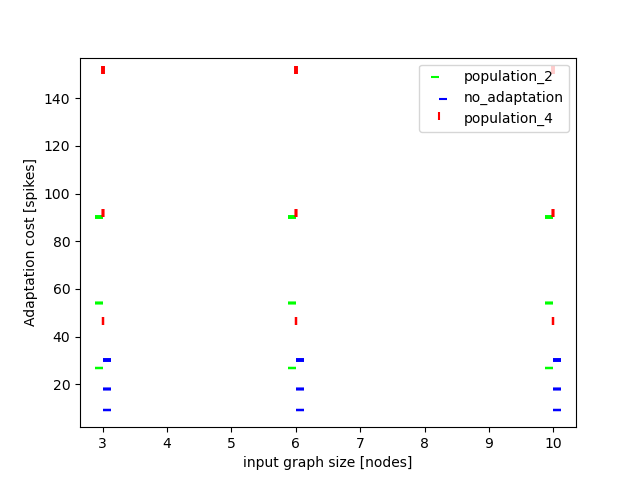 population_2
no_adaptation
population_4
Adaptation cost [spikes]
140
120
100
80
60
40
20
3 4 5 6 7 8 9 10
input graph size [nodes]